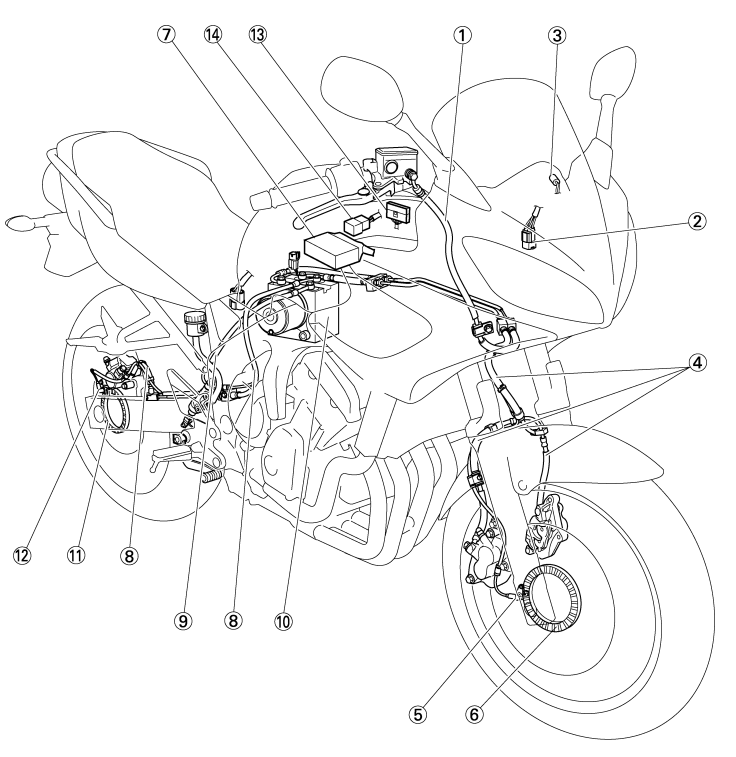 ⑦ ⑭ ⑬ ① ③
②
④
⑫ ⑪ ⑧ ⑨ ⑧ ⑩
⑤ ⑥